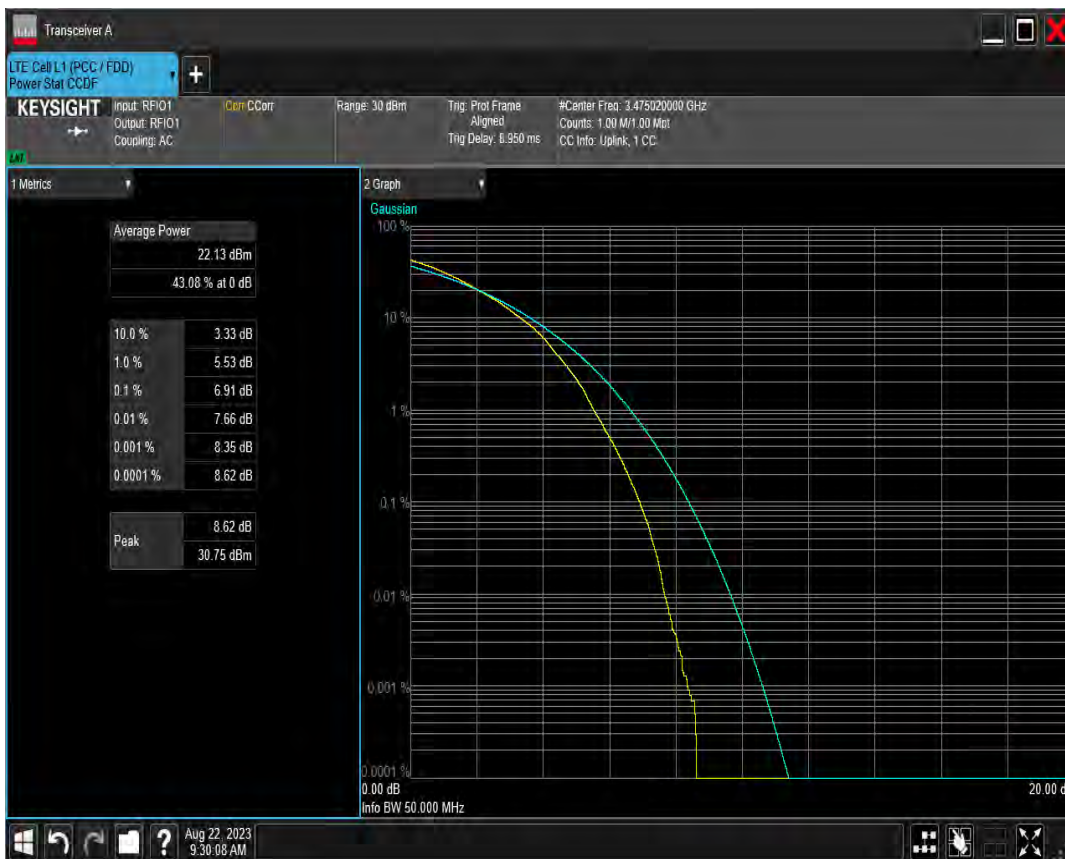 Transceiver A
LTE Cell L1 (PCC / FDD)
Power Stat CCDF
+
KEYSIGHT
Input: RFIO1
Output: RFIO1
Coupling: AC
Corr CCorr
Range: 30 dBm
Trig: Prot Frame
Aligned
Trig Delay: 6.950 ms
#Center Freq: 3.475020000 GHz
Counts: 1.00 M/1.00 Mpt
CC Info: Uplink, 1 CC
1 Metrics
Average Power
22.13 dBm
43.08 % at 0 dB
10.0 % 3.33 dB
1.0 % 5.53 dB
0.1 % 6.91 dB
0.01 % 7.66 dB
0.001 % 8.35 dB
0.0001 % 8.62 dB
Peak
8.62 dB
30.75 dBm
2 Graph
Gaussian
100 %
10 %
1 %
0.1 %
0.01 %
0.001 %
0.0001 %
0.00 dB
20.00 d
Info BW 50.000 MHz
?
Aug 22, 2023
9:30:08 AM